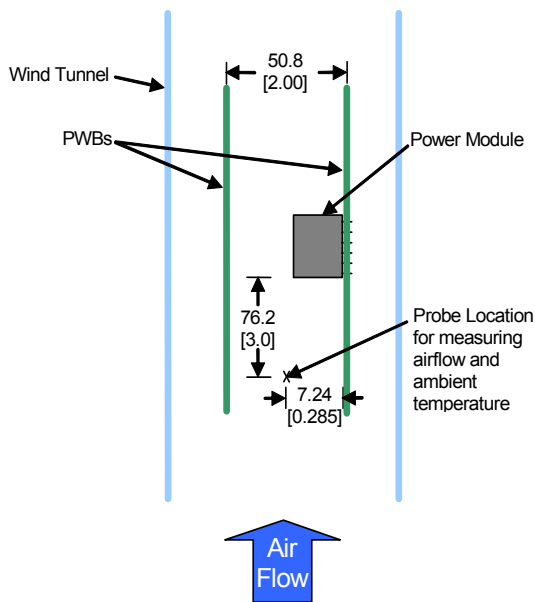 50.8
[2.00]
Wind Tunnel
PWBs
Power Module
76.2
[3.0]
Probe Location
for measuring
airflow and
ambient
temperature
x
7.24
[0.285]
Air
Flow